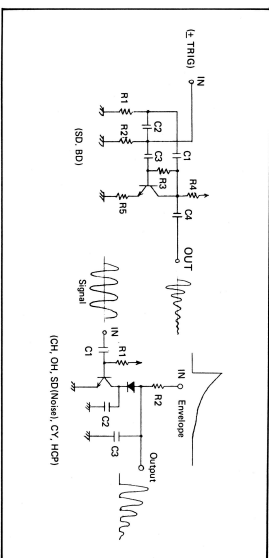 (± TRIG)
IN
R1
R2
C2
C3
C1
R3
R4
R5
C4
OUT
(SD, BD)
Envelope
IN
R2
Signal
IN
C1
R1
C2
C3
Output
(CH, OH, SD(Noise), CY, HCP)